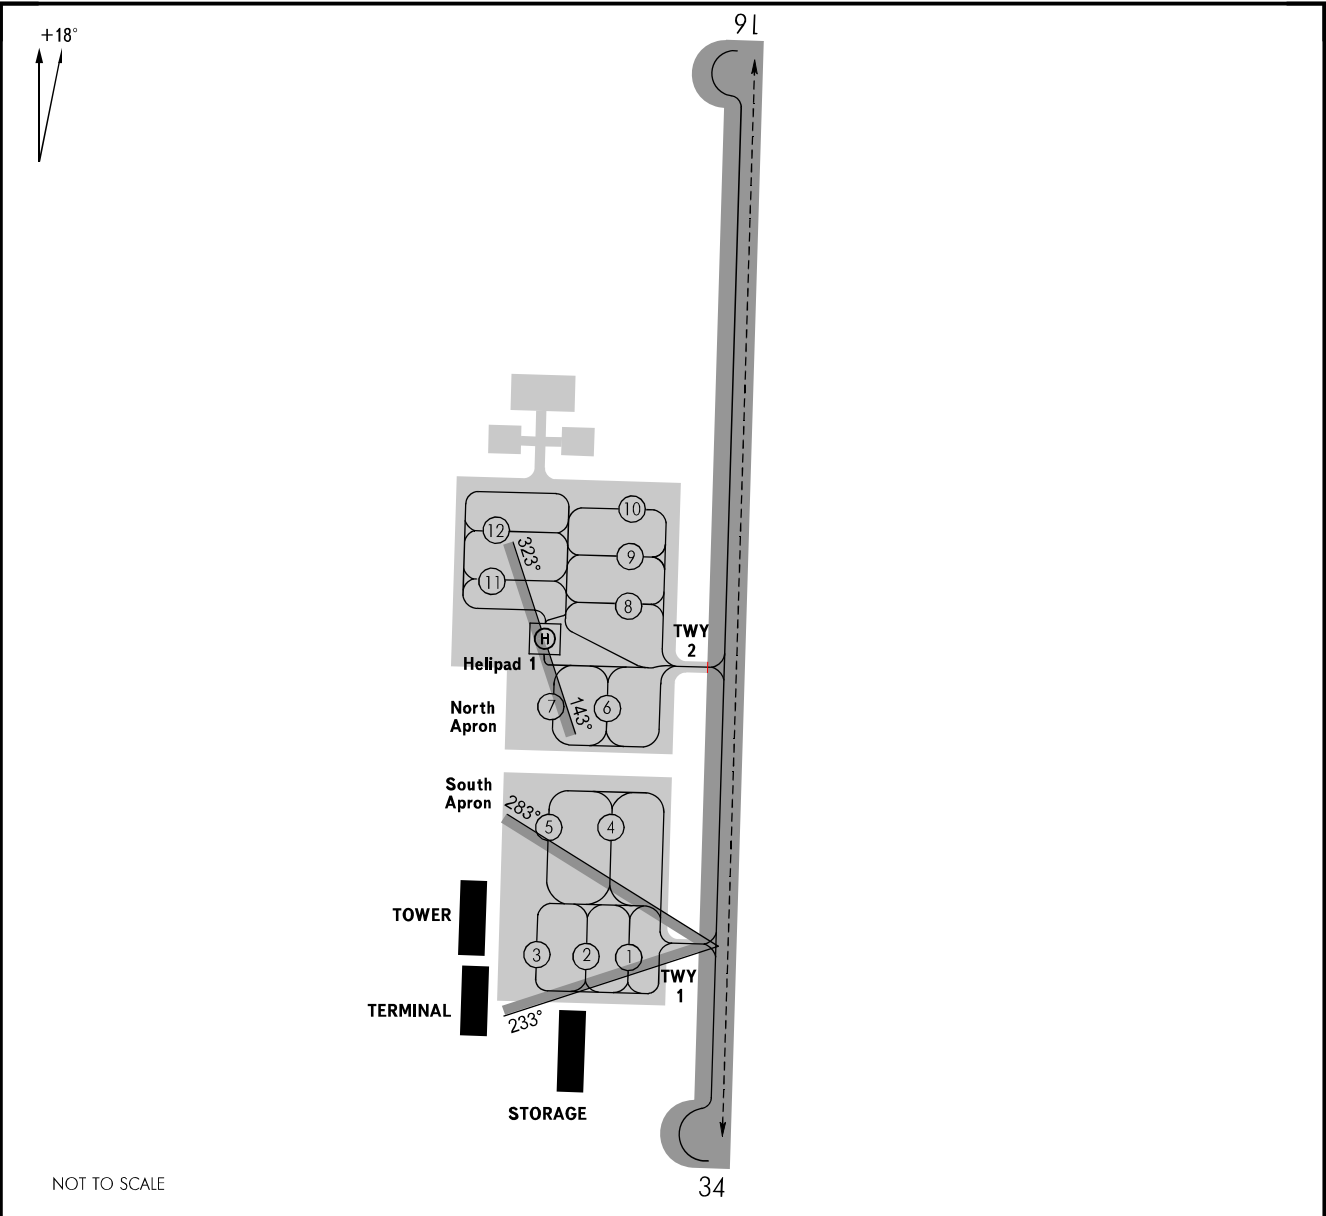 16
+18°
10
12
323°
9
11
8
TWY
2
H
Helipad 1
7
143°
6
North
Apron
South
Apron
283°
5
4
TOWER
3
2
1
TWY
1
TERMINAL
233°
STORAGE
NOT TO SCALE
34